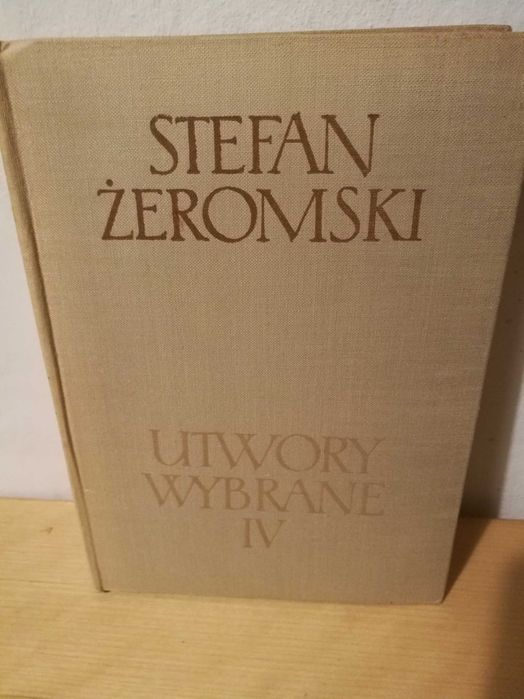 STEFAN
ŻEROMSKI
UTWORY
WYBRANE
IV